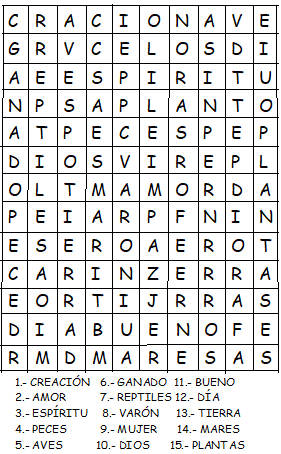 C R A C I O N A V E
G R V C E L O S D I
A E E S P I R I T U
N P S A P L A N T O
A T P E C E S P E P
D I O S V I R E P L
O L T M A M O R D A
P E I A R P F N I N
E S E R O A E R O T
C A R I N Z E R R A
E O R T I J R R A S
D I A B U E N O F E
R M D M A R E S A S
1.- CREACIÓN 6.- GANADO 11.- BUENO
2.- AMOR 7.- REPTILES 12.- DÍA
3.- ESPÍRITU 8.- VARÓN 13.- TIERRA
4.- PECES 9.- MUJER 14.- MARES
5.- AVES 10.- DIOS 15.- PLANTAS